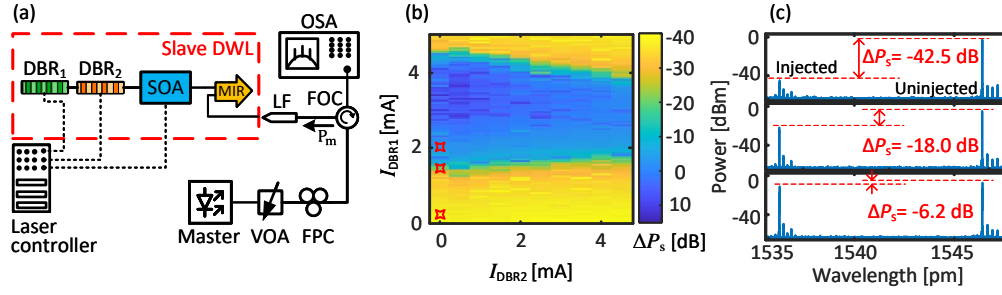 (a)
OSA
Slave DWL
DBR₁
DBR₂
SOA
MIR
LF
FOC
Pₘ
Laser
controller
Master
VOA
FPC
(b)
4
2
0
I_DBR1 [mA]
0
2
4
I_DBR2 [mA]
-40
-30
-20
-10
0
10
ΔPₛ [dB]
(c)
0
-40
ΔPₛ= -42.5 dB
Injected
Uninjected
0
-40
ΔPₛ= -18.0 dB
0
-40
ΔPₛ= -6.2 dB
Power [dBm]
1535
1540
1545
Wavelength [pm]